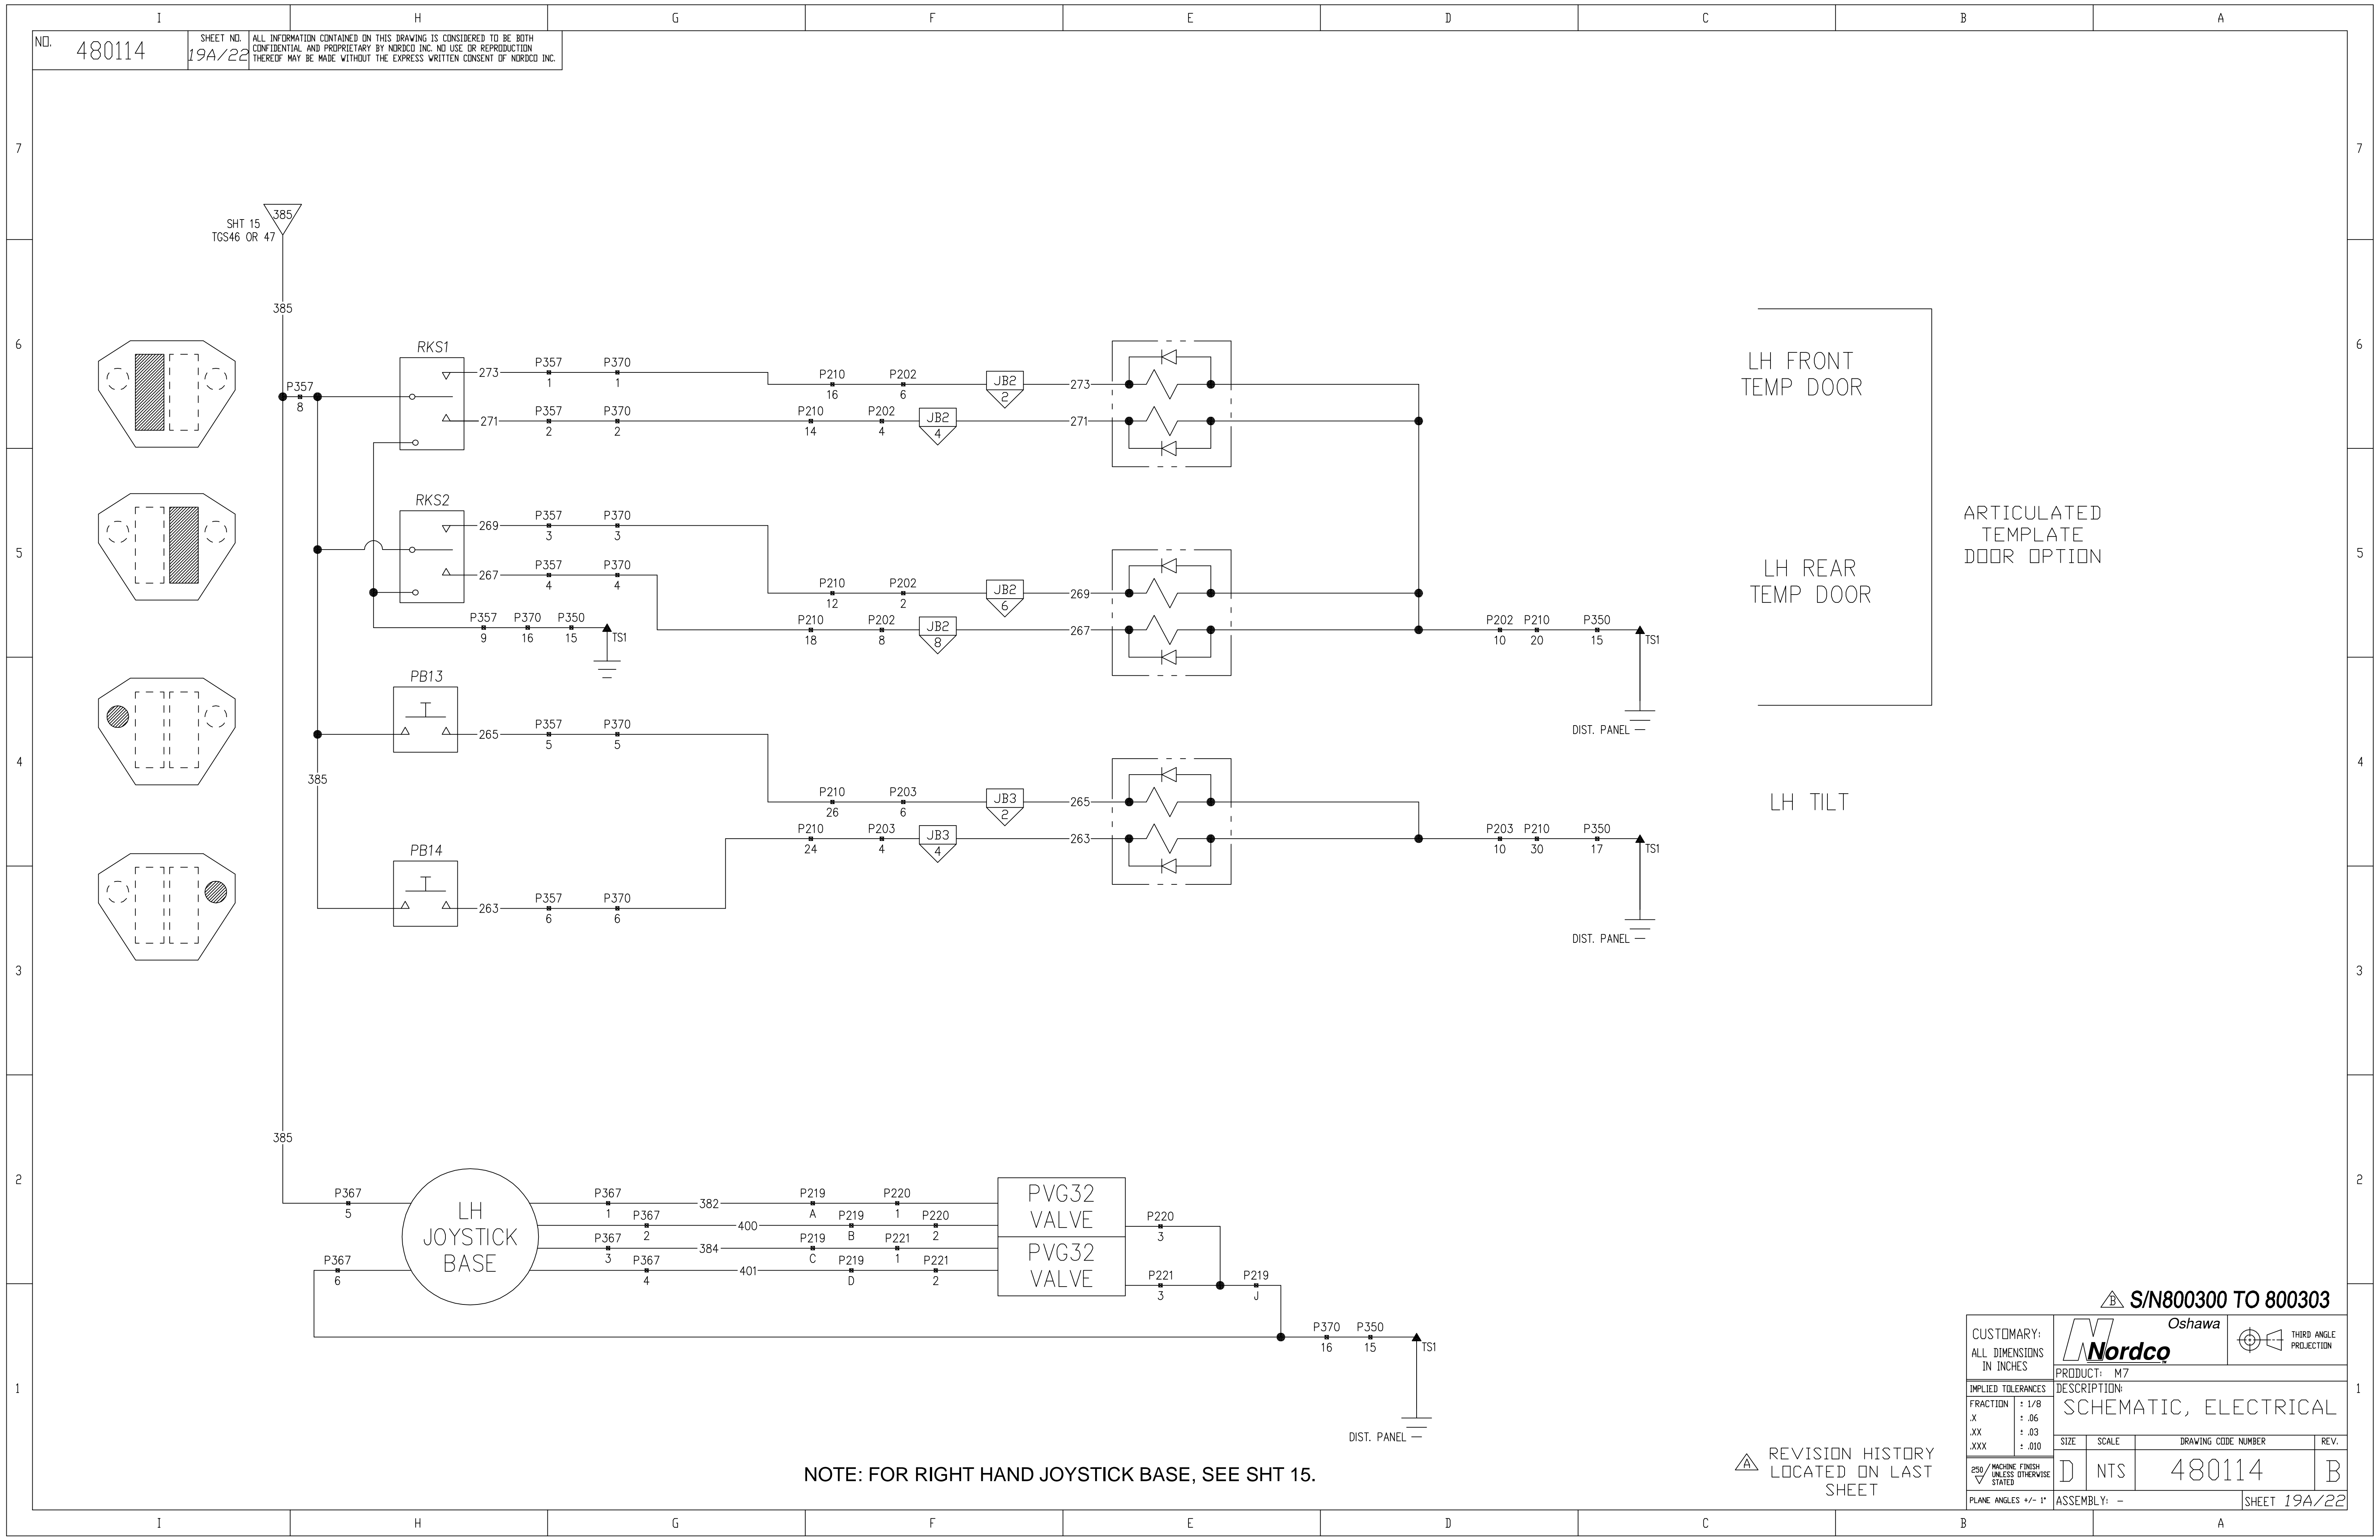 I H G F E D C B A
NO. 480114
SHEET NO. 19A/22
ALL INFORMATION CONTAINED ON THIS DRAWING IS CONSIDERED TO BE BOTH
CONFIDENTIAL AND PROPRIETARY BY NORDCO INC. NO USE OR REPRODUCTION
THEREOF MAY BE MADE WITHOUT THE EXPRESS WRITTEN CONSENT OF NORDCO INC.
7 7
385
SHT 15
TGS46 OR 47
385
6 6
RKS1
P357 8
273 P357 1 P370 1 P210 16 P202 6 JB2 2 273
271 P357 2 P370 2 P210 14 P202 4 JB2 4 271
LH FRONT
TEMP DOOR
RKS2
5 5
269 P357 3 P370 3 P210 12 P202 2 JB2 6 269
267 P357 4 P370 4 P210 18 P202 8 JB2 8 267
P357 9 P370 16 P350 15 TS1
P202 10 P210 20 P350 15 TS1
DIST. PANEL
LH REAR
TEMP DOOR
ARTICULATED
TEMPLATE
DOOR OPTION
PB13
265 P357 5 P370 5 P210 26 P203 6 JB3 2 265
4 4
385
LH TILT
PB14
263 P357 6 P370 6 P210 24 P203 4 JB3 4 263
P203 10 P210 30 P350 17 TS1
DIST. PANEL
3 3
385
2 2
P367 5
P367 6
LH
JOYSTICK
BASE
P367 1 382 P219 A P220 1
P367 2 400 P219 B P220 2
P367 3 384 P219 C P221 1
P367 4 401 P219 D P221 2
PVG32
VALVE
PVG32
VALVE
P220 3
P221 3
P219 J
P370 16 P350 15 TS1
DIST. PANEL
1 1
NOTE: FOR RIGHT HAND JOYSTICK BASE, SEE SHT 15.
A REVISION HISTORY
LOCATED ON LAST
SHEET
B S/N800300 TO 800303
CUSTOMARY:
ALL DIMENSIONS
IN INCHES
Nordco
Oshawa
THIRD ANGLE
PROJECTION
PRODUCT: M7
IMPLIED TOLERANCES
FRACTION ± 1/8
.X ± .06
.XX ± .03
.XXX ± .010
DESCRIPTION:
SCHEMATIC, ELECTRICAL
SIZE D
SCALE NTS
DRAWING CODE NUMBER 480114
REV. B
250 MACHINE FINISH
UNLESS OTHERWISE
STATED
PLANE ANGLES +/- 1°
ASSEMBLY: -
SHEET 19A/22
I H G F E D C B A